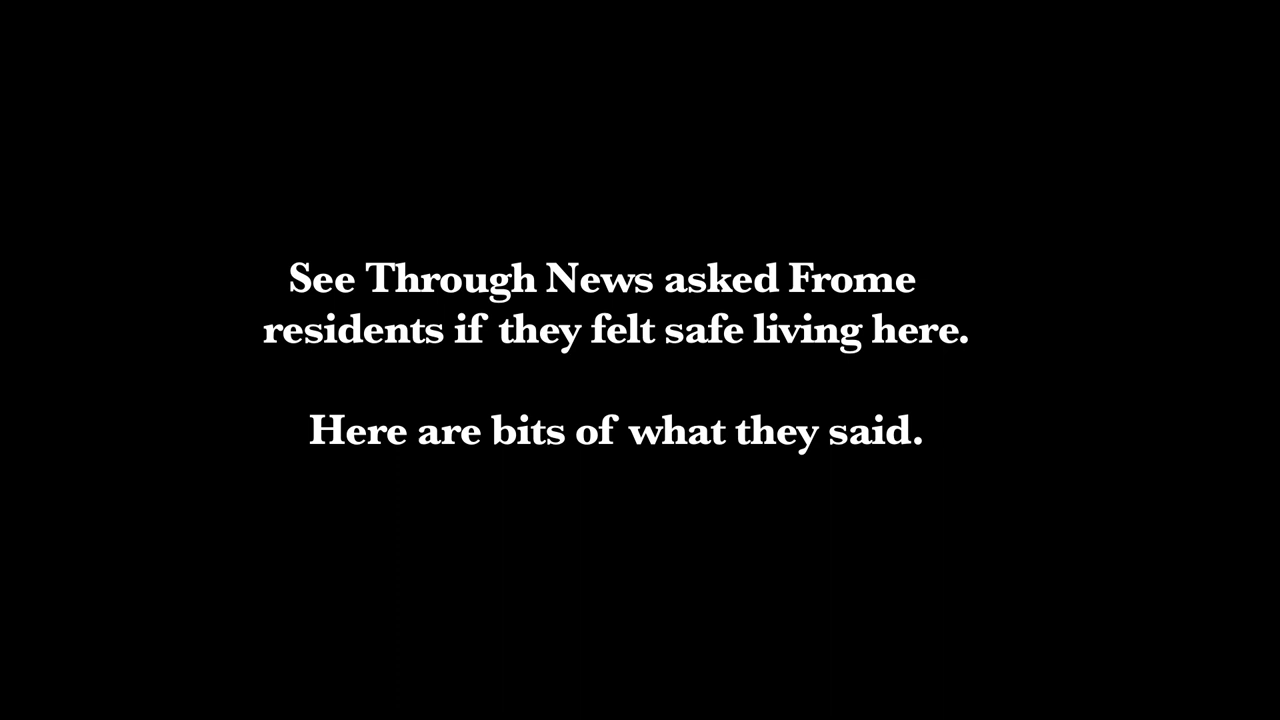 See Through News asked Frome
residents if they felt safe living here.
Here are bits of what they said.